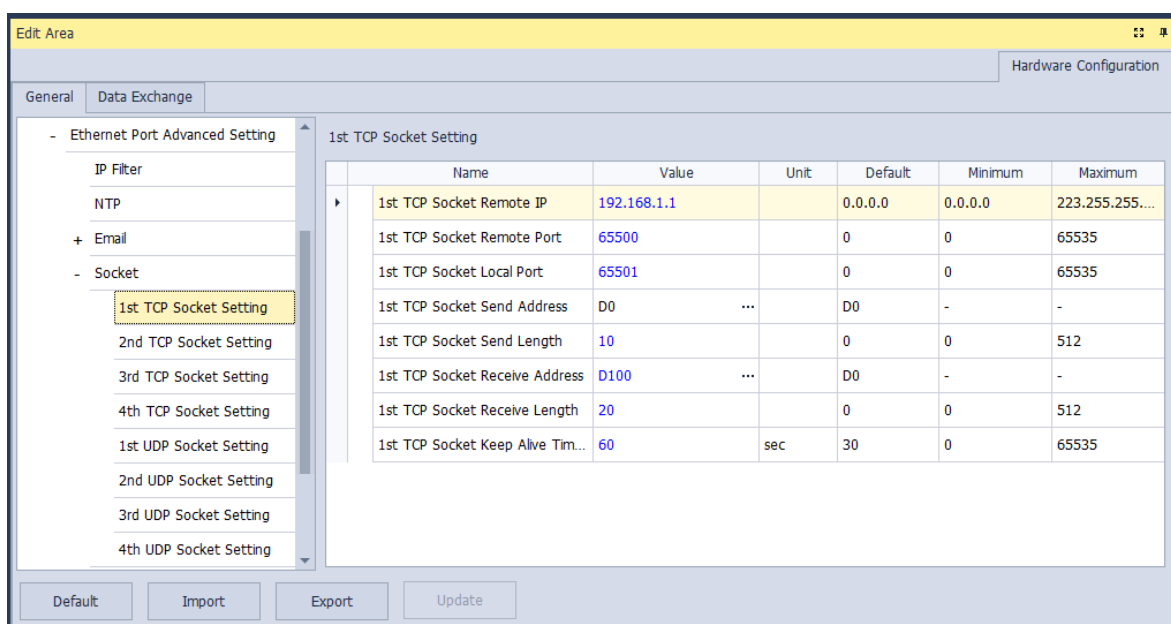 Edit Area
Hardware Configuration
General Data Exchange
- Ethernet Port Advanced Setting
IP Filter
NTP
+ Email
- Socket
1st TCP Socket Setting
2nd TCP Socket Setting
3rd TCP Socket Setting
4th TCP Socket Setting
1st UDP Socket Setting
2nd UDP Socket Setting
3rd UDP Socket Setting
4th UDP Socket Setting
1st TCP Socket Setting
Name Value Unit Default Minimum Maximum
1st TCP Socket Remote IP 192.168.1.1 0.0.0.0 0.0.0.0 223.255.255....
1st TCP Socket Remote Port 65500 0 0 65535
1st TCP Socket Local Port 65501 0 0 65535
1st TCP Socket Send Address D0 ... D0 - -
1st TCP Socket Send Length 10 0 0 512
1st TCP Socket Receive Address D100 ... D0 - -
1st TCP Socket Receive Length 20 0 0 512
1st TCP Socket Keep Alive Tim... 60 sec 30 0 65535
Default Import Export Update